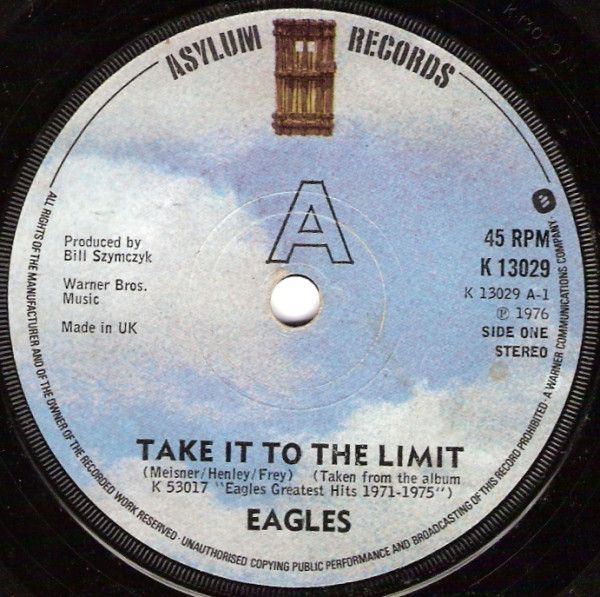 ASYLUM RECORDS
A
Produced by
Bill Szymczyk
Warner Bros.
Music
Made in UK
45 RPM
K 13029
K 13029 A-1
℗ 1976
SIDE ONE
STEREO
TAKE IT TO THE LIMIT
(Meisner/Henley/Frey) (Taken from the album
K 53017 "Eagles Greatest Hits 1971-1975")
EAGLES
ALL RIGHTS OF THE MANUFACTURER AND OF THE OWNER OF THE RECORDED WORK RESERVED · UNAUTHORISED COPYING PUBLIC PERFORMANCE AND BROADCASTING OF THIS RECORD PROHIBITED · A WARNER COMMUNICATIONS COMPANY